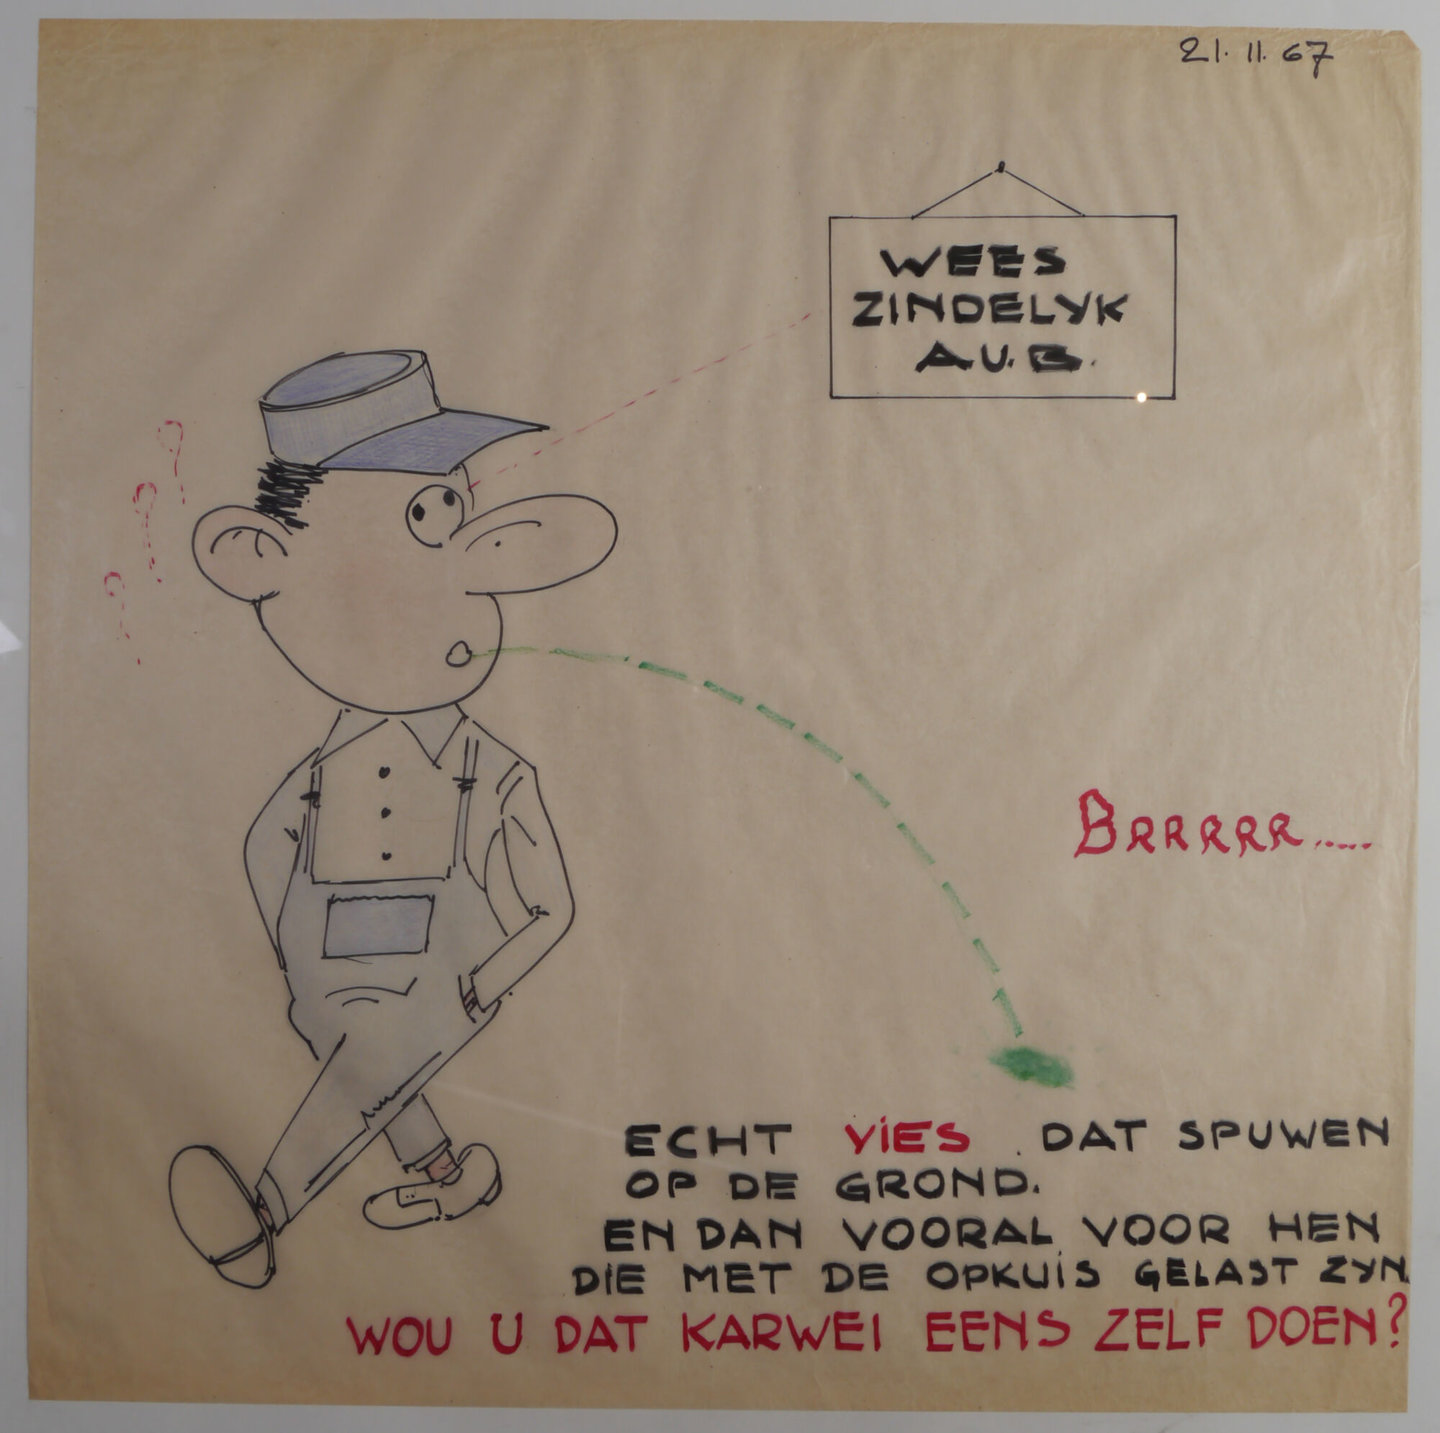 21.11.67
WEES
ZINDELYK
A.U.B.
BRRRRR.....
ECHT VIES. DAT SPUWEN
OP DE GROND.
EN DAN VOORAL VOOR HEN
DIE MET DE OPKUIS GELAST ZYN.
WOU U DAT KARWEI EENS ZELF DOEN?